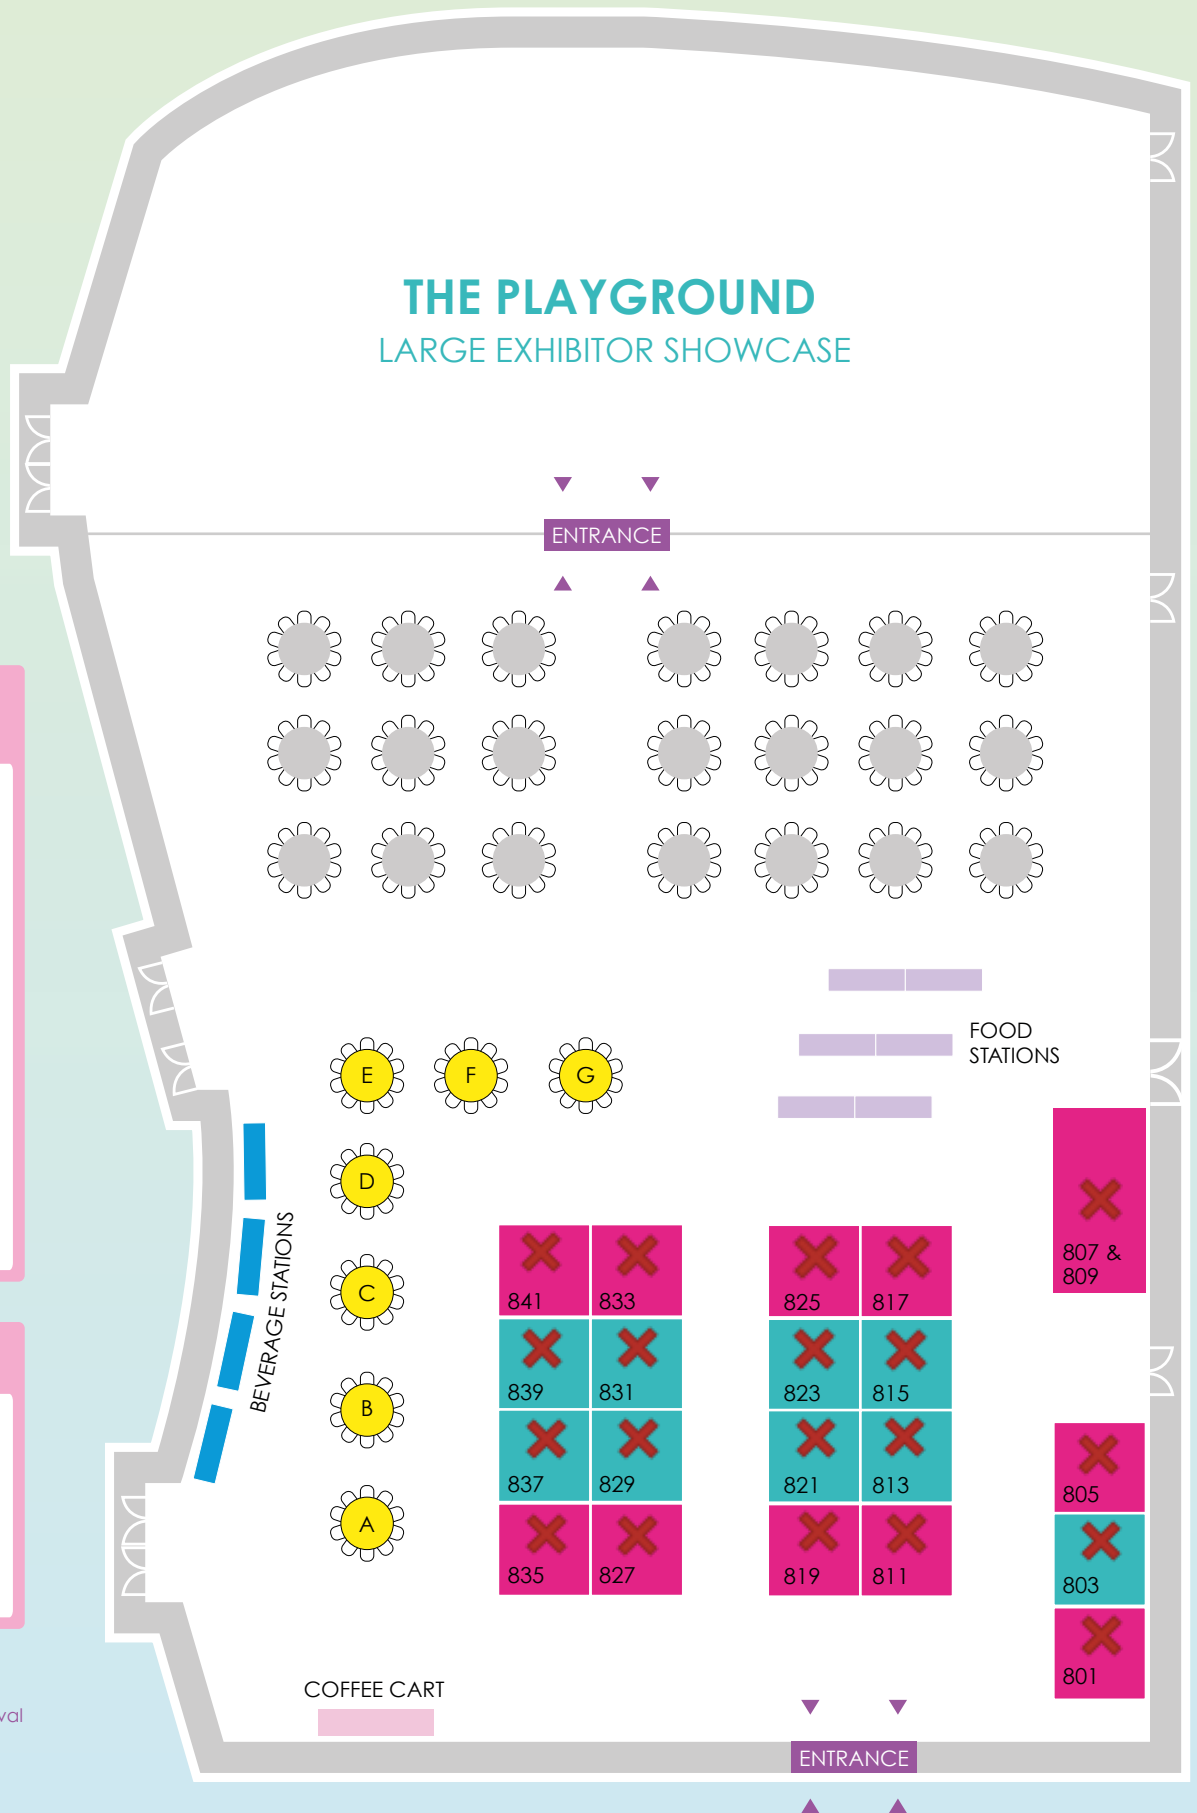 THE PLAYGROUND
LARGE EXHIBITOR SHOWCASE
ENTRANCE
FOOD
STATIONS
E
F
G
D
C
B
A
BEVERAGE STATIONS
807 &
809
841
833
825
817
839
831
823
815
837
829
821
813
805
835
827
819
811
803
801
COFFEE CART
val
ENTRANCE